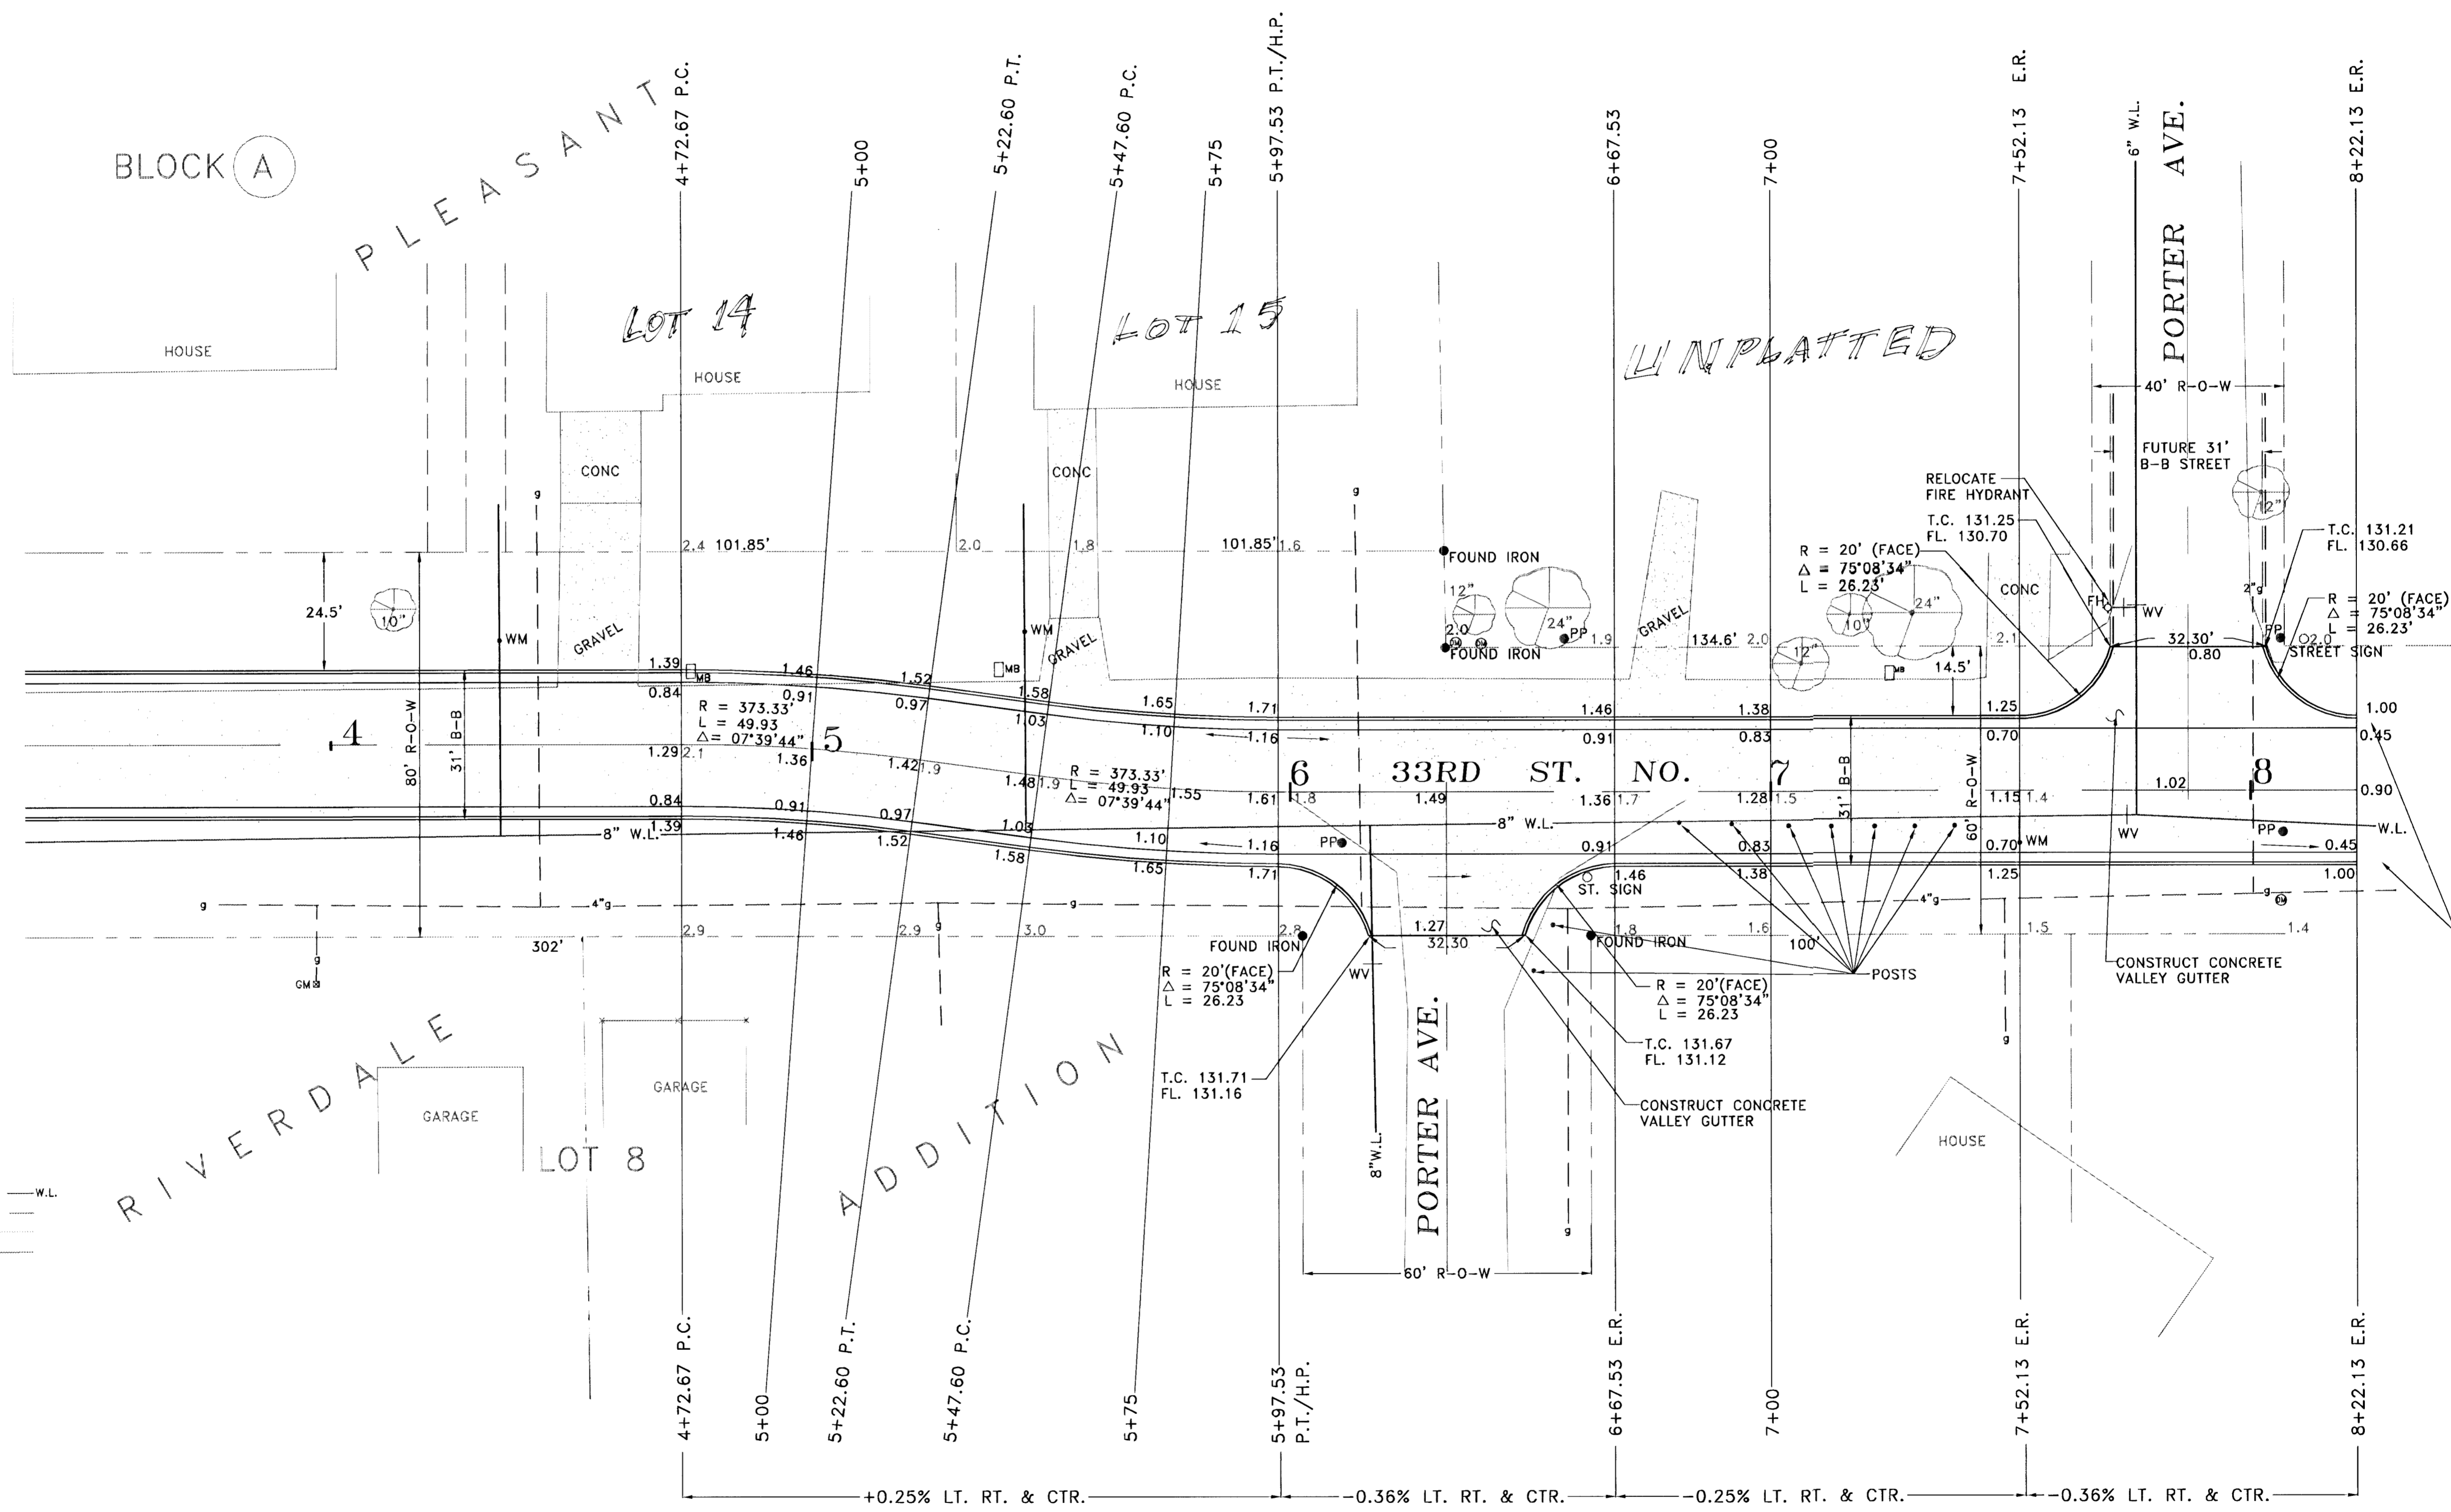 4+72.67 P.C.
5+00
5+22.60 P.T.
5+47.60 P.C.
5+75
5+97.53 P.T./H.P.
6+67.53
7+00
7+52.13 E.R.
6" W.L.
PORTER AVE.
8+22.13 E.R.
BLOCK A
PLEASANT
HOUSE
LOT 14
HOUSE
LOT 15
HOUSE
UNPLATTED
40' R-O-W
FUTURE 31'
B-B STREET
RELOCATE
FIRE HYDRANT
T.C. 131.25
FL. 130.70
12"
T.C. 131.21
FL. 130.66
CONC
CONC
g
g
2.4 101.85'
2.0
1.8
101.85' 1.6
FOUND IRON
R = 20' (FACE)
Δ = 75°08'34"
L = 26.23'
CONC
2"g
R = 20' (FACE)
Δ = 75°08'34"
L = 26.23'
24.5'
10"
WM
GRAVEL
WM
GRAVEL
12"
2.0
24"
PP 1.9
FOUND IRON
GRAVEL
134.6' 2.0
12"
10"
24"
MB
14.5'
2.1
FH
WV
32.30'
0.80
PP
2.0
STREET SIGN
1.39
MB
1.46
1.52
MB
1.58
1.65
1.71
1.46
1.38
1.25
1.00
0.84
0.91
0.97
1.03
1.10
1.16
0.91
0.83
0.70
0.45
R = 373.33'
L = 49.93
Δ= 07°39'44"
4
80' R-O-W
31' B-B
1.29 2.1
1.36
5
1.42 1.9
1.48 1.9
R = 373.33'
L = 49.93
Δ= 07°39'44"
1.55
1.61 1.8
6
33RD ST. NO.
7
8
1.49
1.36 1.7
1.28 1.5
31' B-B
60' R-O-W
1.15 1.4
1.02
0.90
0.84
0.91
0.97
1.03
1.10
1.16
0.91
0.83
0.70
WM
0.45
8" W.L.
PP
8" W.L.
WV
PP
W.L.
1.39
1.46
1.52
1.58
1.65
1.71
1.46
ST. SIGN
1.38
1.25
1.00
g
4"g
g
4"g
g
302'
2.9
2.9
g
3.0
2.8
FOUND IRON
1.27
32.30
1.8
FOUND IRON
1.6
100'
1.5
1.4
g
GM
R = 20'(FACE)
Δ = 75°08'34"
L = 26.23
WV
R = 20'(FACE)
Δ = 75°08'34"
L = 26.23
POSTS
CONSTRUCT CONCRETE
VALLEY GUTTER
T.C. 131.67
FL. 131.12
g
T.C. 131.71
FL. 131.16
CONSTRUCT CONCRETE
VALLEY GUTTER
RIVERDALE
GARAGE
GARAGE
LOT 8
ADDITION
8"W.L.
PORTER AVE.
g
HOUSE
W.L.
60' R-O-W
4+72.67 P.C.
5+00
5+22.60 P.T.
5+47.60 P.C.
5+75
5+97.53
P.T./H.P.
6+67.53 E.R.
7+00
7+52.13 E.R.
8+22.13 E.R.
+0.25% LT. RT. & CTR.
-0.36% LT. RT. & CTR.
-0.25% LT. RT. & CTR.
-0.36% LT. RT. & CTR.